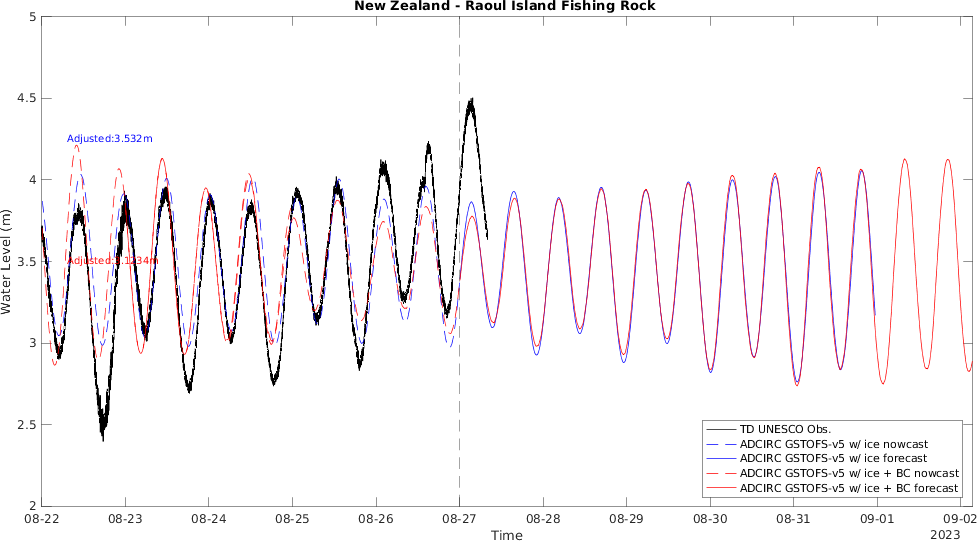 New Zealand - Raoul Island Fishing Rock
5
4.5
4
3.5
3
2.5
2
Water Level (m)
Adjusted:3.532m
08-22
08-23
08-24
08-25
08-26
08-27
08-28
08-29
08-30
08-31
09-01
09-02
2023
Time
TD UNESCO Obs.
ADCIRC GSTOFS-v5 w/ ice nowcast
ADCIRC GSTOFS-v5 w/ ice forecast
ADCIRC GSTOFS-v5 w/ ice + BC nowcast
ADCIRC GSTOFS-v5 w/ ice + BC forecast